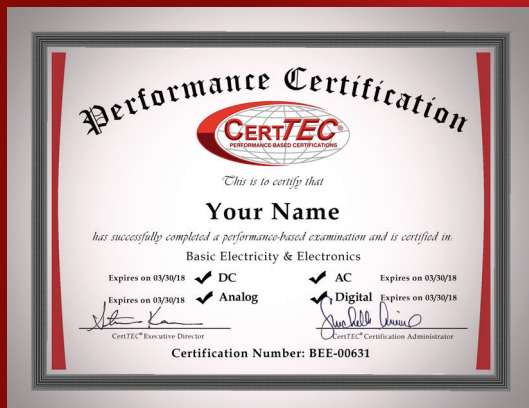 Performance Certification
CERTTEC®
PERFORMANCE-BASED CERTIFICATIONS
This is to certify that
Your Name
has successfully completed a performance-based examination and is certified in:
Basic Electricity & Electronics
Expires on 03/30/18 ✔ DC ✔ AC Expires on 03/30/18
Expires on 03/30/18 ✔ Analog ✔ Digital Expires on 03/30/18
CertTEC® Executive Director CertTEC® Certification Administrator
Certification Number: BEE-00631